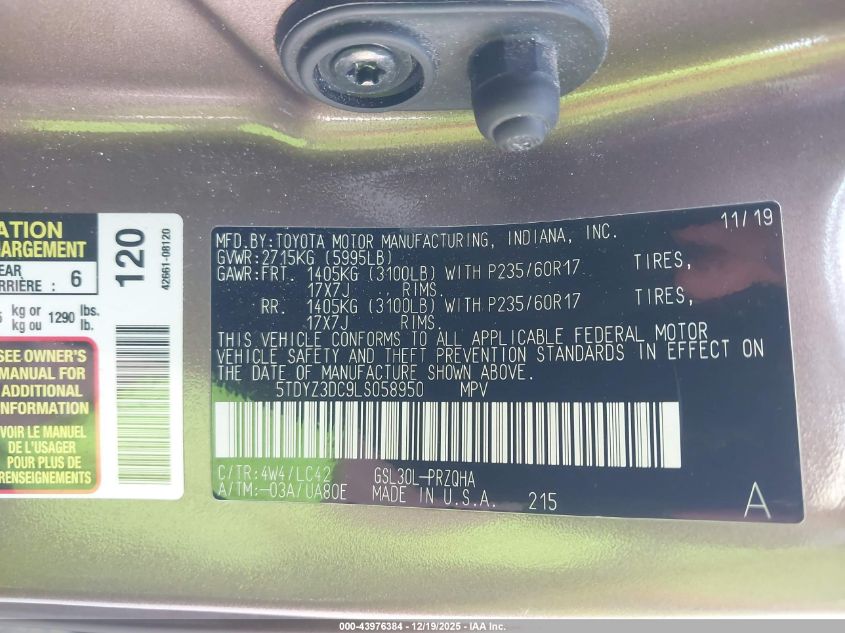 ATION
ARGEMENT
EAR
RRIÈRE : 6
kg or 1290 lbs.
kg ou lb.
SEE OWNER'S
MANUAL FOR
ADDITIONAL
INFORMATION
VOIR LE MANUEL
DE L'USAGER
POUR PLUS DE
RENSEIGNEMENTS
120
42661-08120
11/19
MFD.BY:TOYOTA MOTOR MANUFACTURING, INDIANA, INC.
GVWR:2715KG (5995LB)
GAWR:FRT. 1405KG (3100LB) WITH P235/60R17 TIRES,
17X7J RIMS.
RR. 1405KG (3100LB) WITH P235/60R17 TIRES,
17X7J RIMS.
THIS VEHICLE CONFORMS TO ALL APPLICABLE FEDERAL MOTOR
VEHICLE SAFETY AND THEFT PREVENTION STANDARDS IN EFFECT ON
THE DATE OF MANUFACTURE SHOWN ABOVE.
5TDYZ3DC9LS058950 MPV
C/TR:4W4/LC42 GSL30L-PRZQHA
A/TM:-03A/UA80E MADE IN U.S.A. 215
A
000-43976384 - 12/19/2025 - IAA Inc.